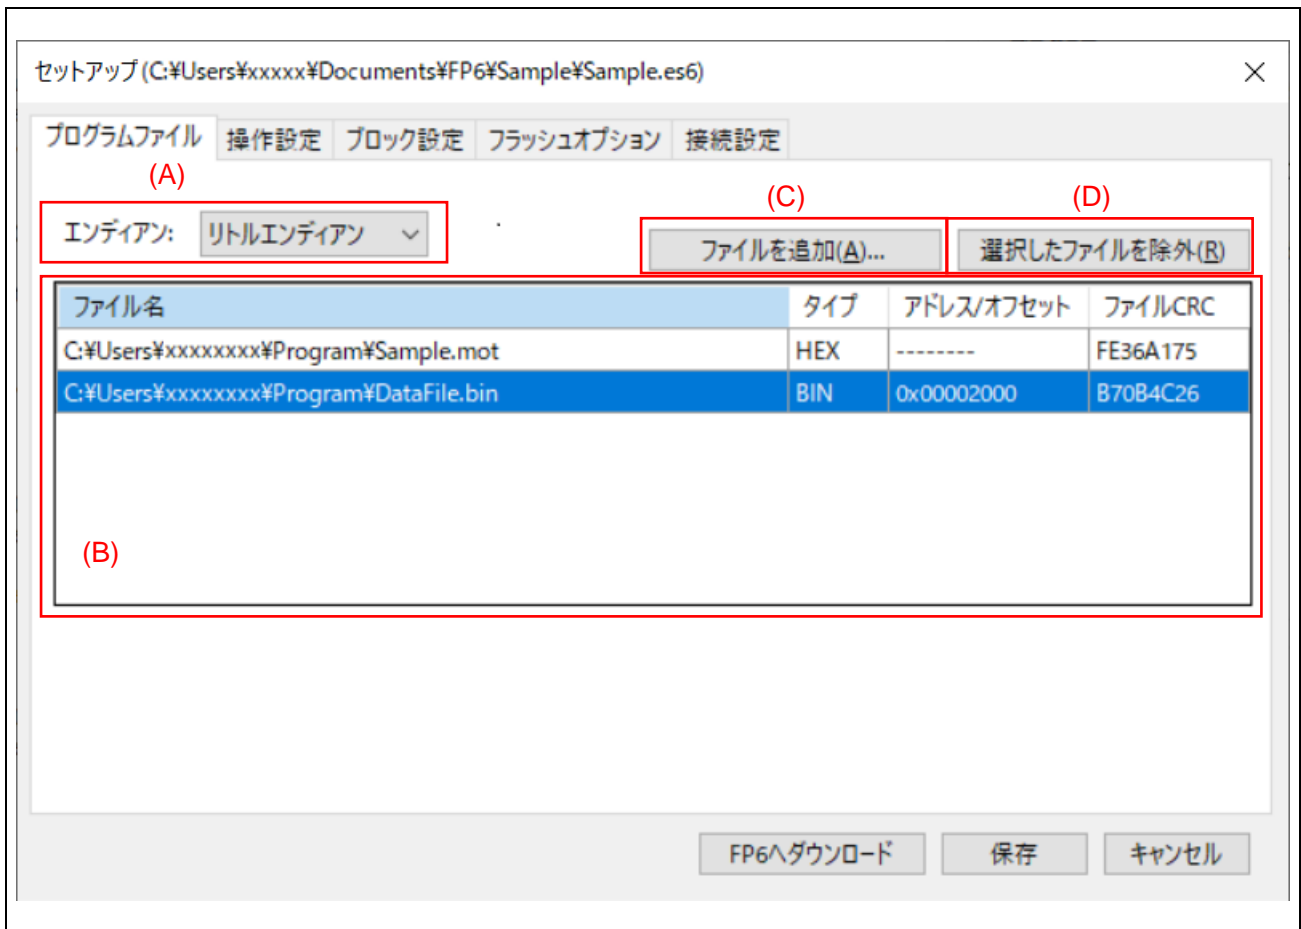 セットアップ (C:¥Users¥xxxxx¥Documents¥FP6¥Sample¥Sample.es6)
プログラムファイル 操作設定 ブロック設定 フラッシュオプション 接続設定
(A) (C) (D)
エンディアン: リトルエンディアン ファイルを追加(A)... 選択したファイルを除外(R)
ファイル名 タイプ アドレス/オフセット ファイルCRC
C:¥Users¥xxxxxxxx¥Program¥Sample.mot HEX -------- FE36A175
C:¥Users¥xxxxxxxx¥Program¥DataFile.bin BIN 0x00002000 B70B4C26
(B)
FP6へダウンロード 保存 キャンセル